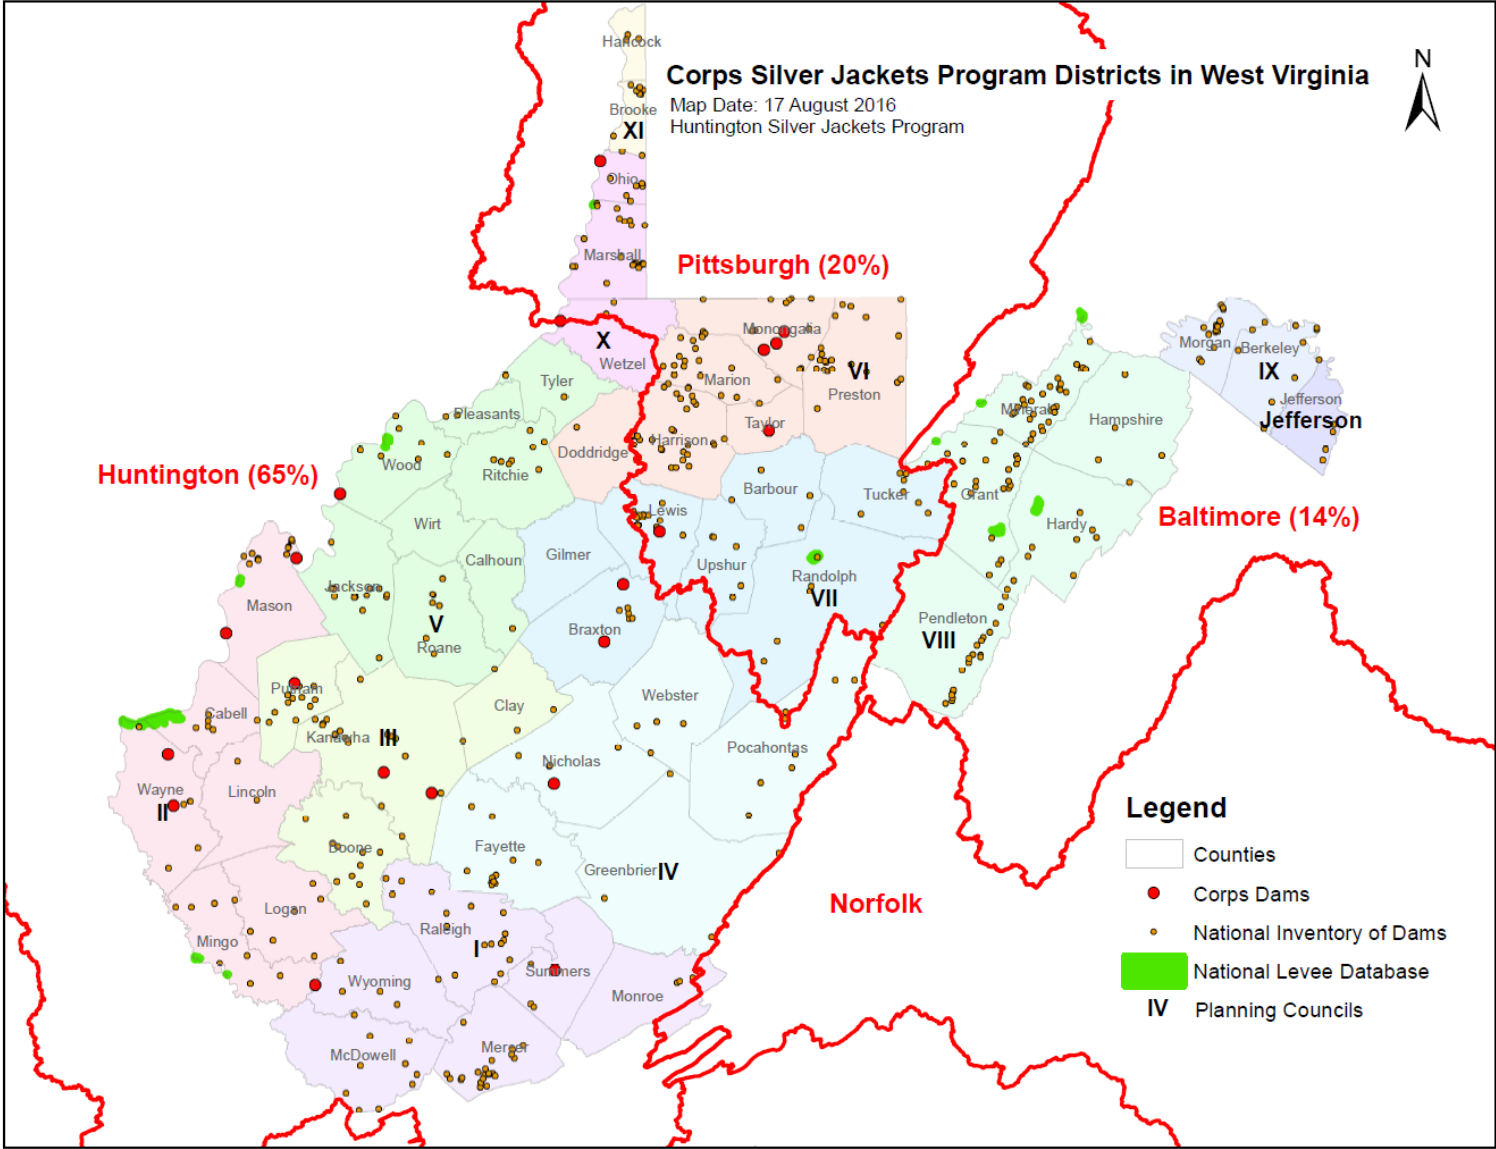 Hancock
Corps Silver Jackets Program Districts in West Virginia
Map Date: 17 August 2016
Huntington Silver Jackets Program
N
Brooke
XI
Ohio
Marshall
Pittsburgh (20%)
X
Wetzel
Monongalia
Marion
VI
Preston
Taylor
Harrison
Tyler
Pleasants
Doddridge
Ritchie
Wood
Huntington (65%)
Wirt
Calhoun
Gilmer
Lewis
Barbour
Tucker
Upshur
Randolph
VII
Morgan
Berkeley
IX
Jefferson
Jefferson
Mineral
Hampshire
Grant
Hardy
Baltimore (14%)
Pendleton
VIII
Mason
Jackson
V
Roane
Braxton
Webster
Clay
Putnam
Cabell
Kanawha
III
Nicholas
Pocahontas
Wayne
II
Lincoln
Boone
Fayette
Greenbrier
IV
Logan
Raleigh
I
Mingo
Wyoming
Summers
Monroe
McDowell
Mercer
Norfolk
Legend
Counties
Corps Dams
National Inventory of Dams
National Levee Database
IV Planning Councils